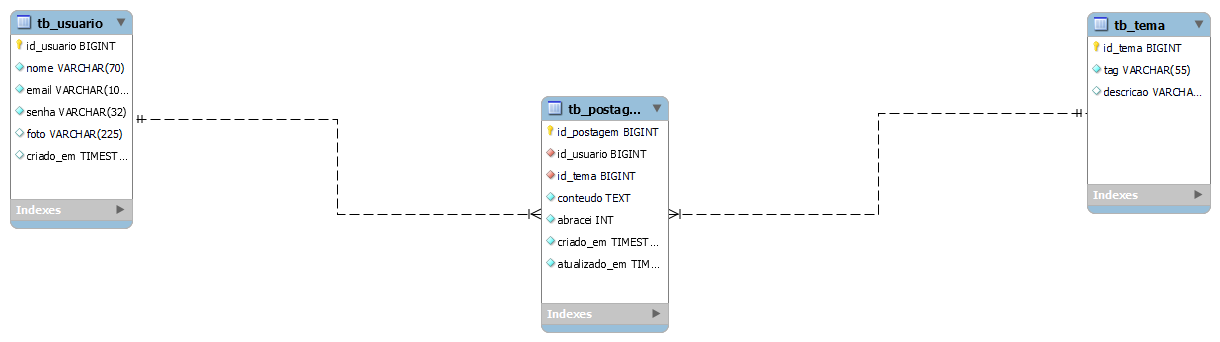 tb_usuario
id_usuario BIGINT
nome VARCHAR(70)
email VARCHAR(10...
senha VARCHAR(32)
foto VARCHAR(225)
criado_em TIMEST...
Indexes
tb_postag...
id_postagem BIGINT
id_usuario BIGINT
id_tema BIGINT
conteudo TEXT
abracei INT
criado_em TIMEST...
atualizado_em TIM...
Indexes
tb_tema
id_tema BIGINT
tag VARCHAR(55)
descricao VARCHA...
Indexes